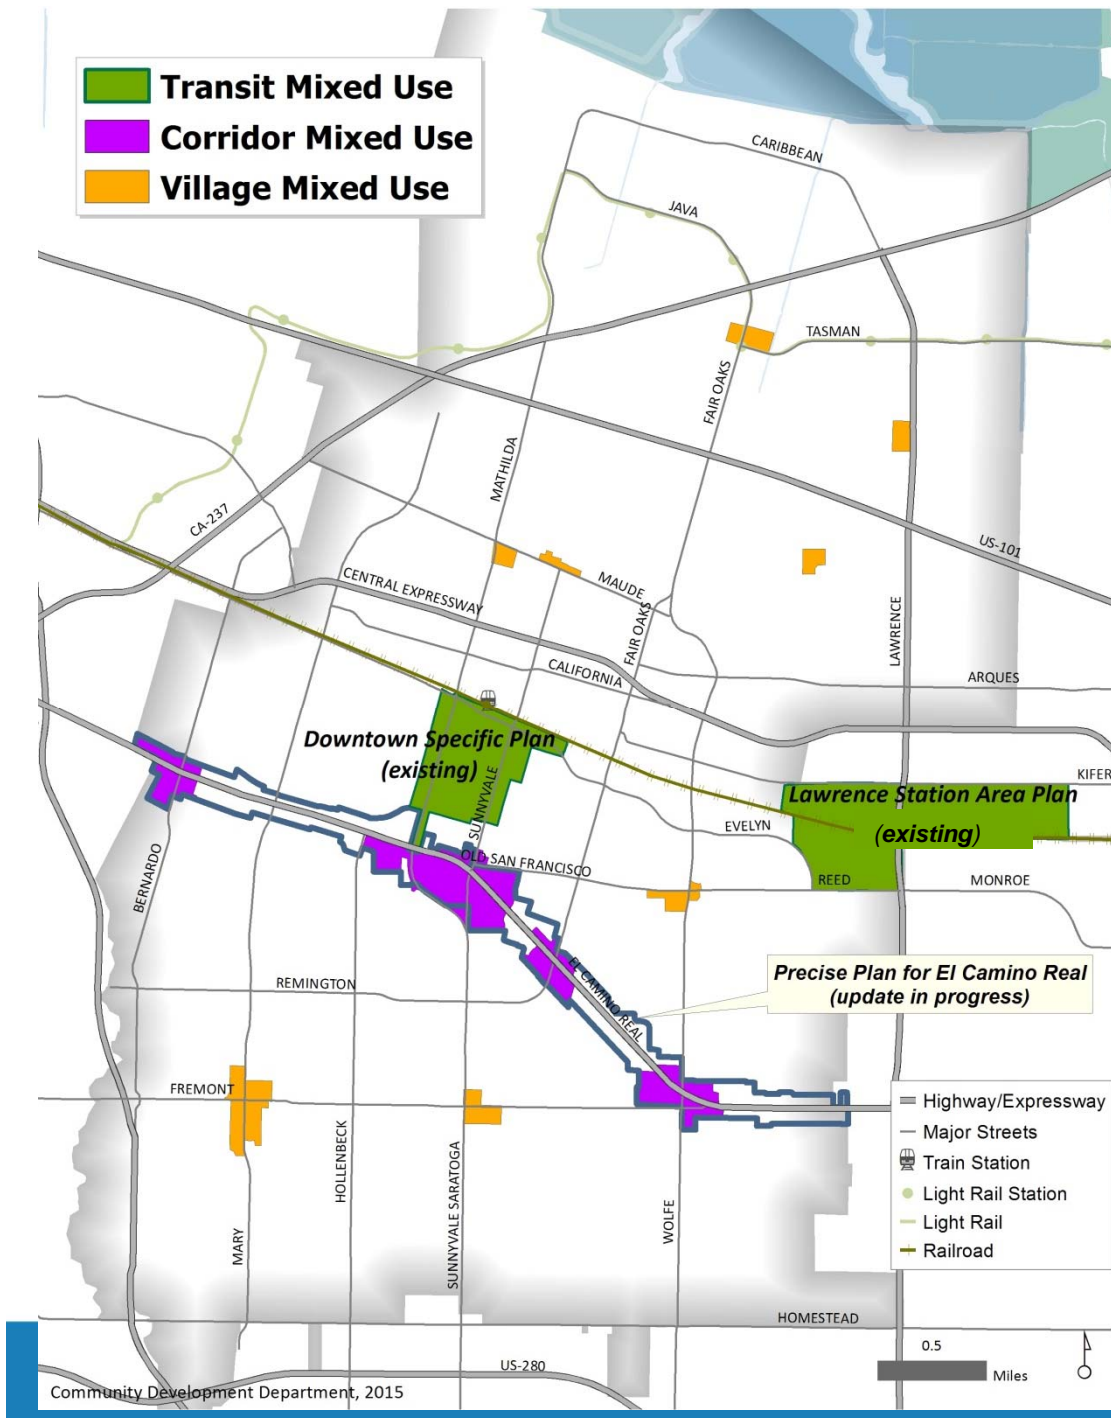 Transit Mixed Use
Corridor Mixed Use
Village Mixed Use
CARIBBEAN
JAVA
TASMAN
FAIR OAKS
MATHILDA
CA-237
US-101
CENTRAL EXPRESSWAY
MAUDE
FAIR OAKS
LAWRENCE
CALIFORNIA
ARQUES
Downtown Specific Plan
(existing)
SUNNYVALE
KIFER
Lawrence Station Area Plan
(existing)
EVELYN
OLD SAN FRANCISCO
REED
MONROE
BERNARDO
EL CAMINO REAL
Precise Plan for El Camino Real
(update in progress)
REMINGTON
FREMONT
HOLLENBECK
SUNNYVALE SARATOGA
MARY
WOLFE
Highway/Expressway
Major Streets
Train Station
Light Rail Station
Light Rail
Railroad
HOMESTEAD
0.5
Miles
US-280
Community Development Department, 2015